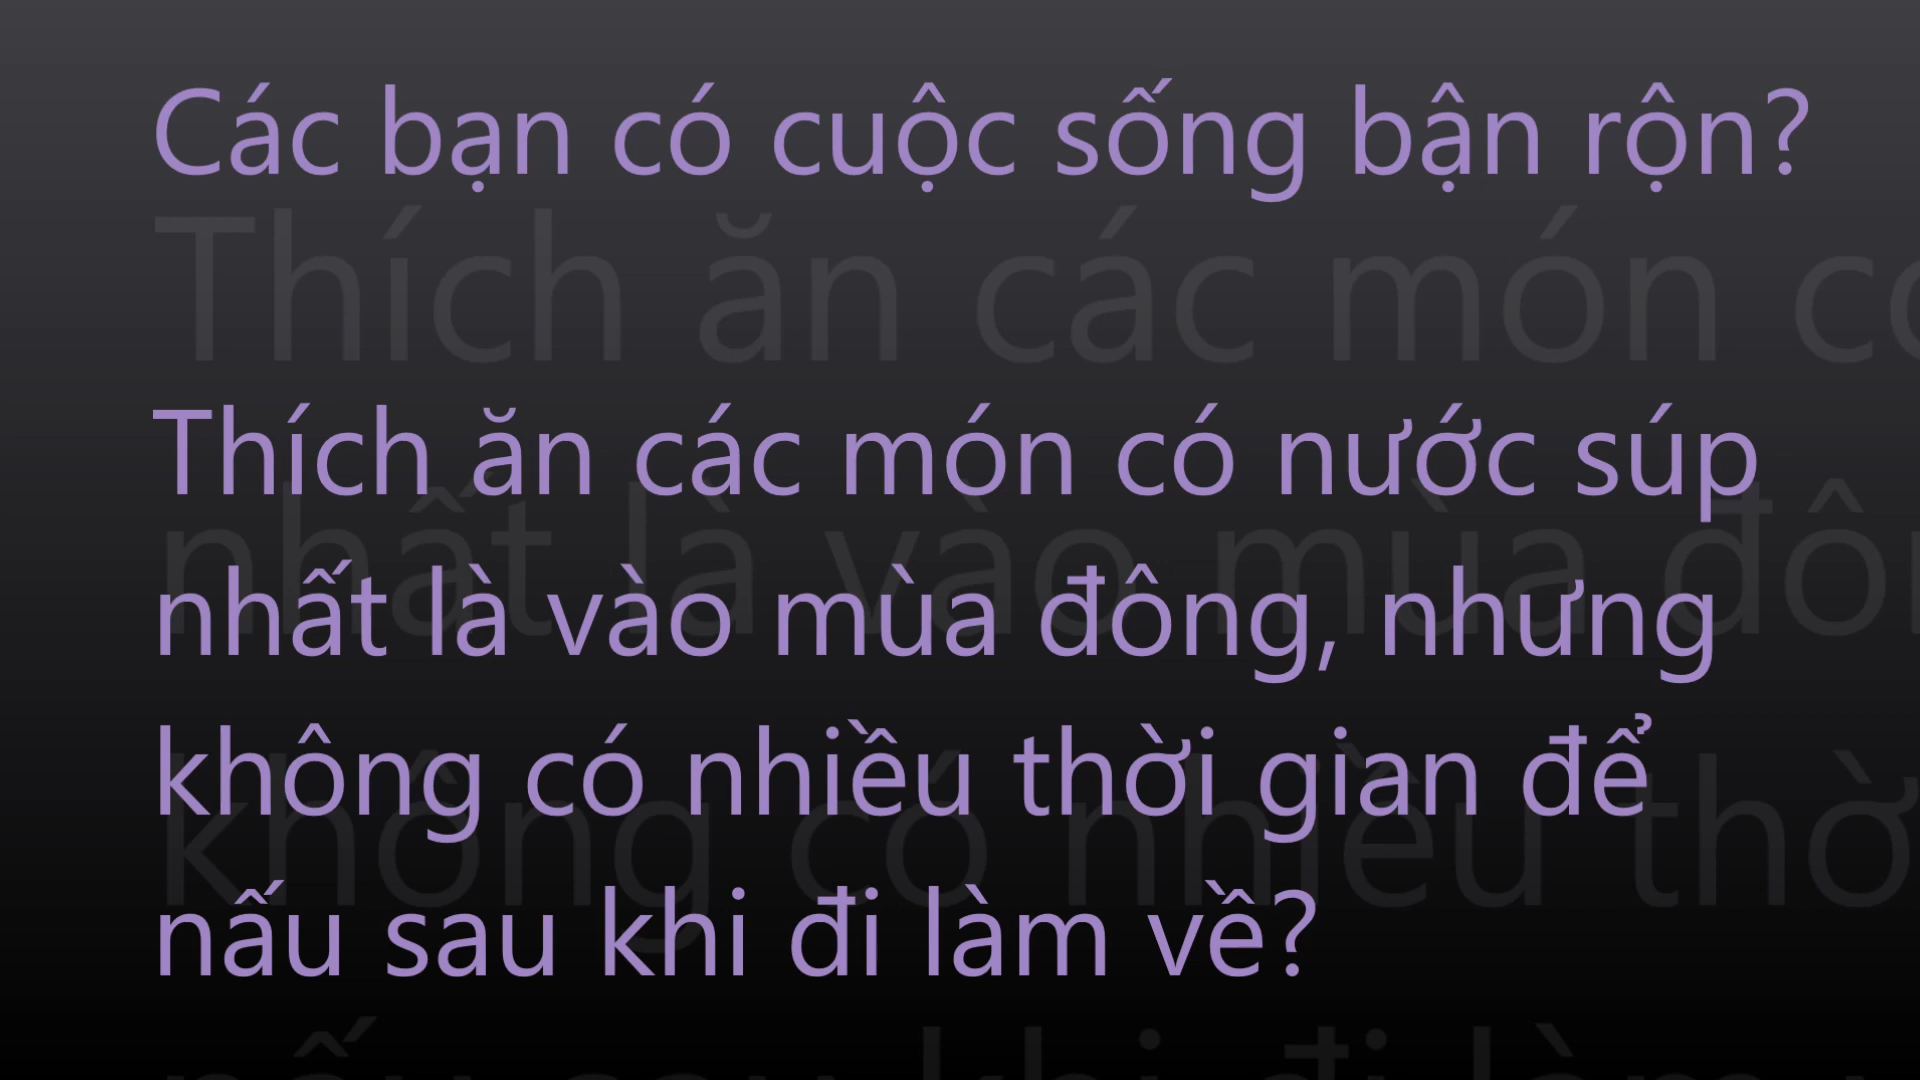 Các bạn có cuộc sống bận rộn?
Thích ăn các món có nước súp
nhất là vào mùa đông, nhưng
không có nhiều thời gian để
nấu sau khi đi làm về?